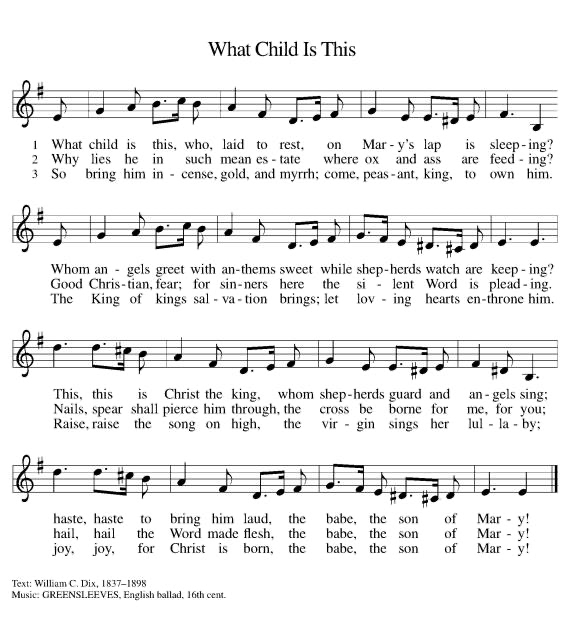 What Child Is This
1 What child is this, who, laid to rest, on Mar-y's lap is sleep-ing?
2 Why lies he in such mean es-tate where ox and ass are feed-ing?
3 So bring him in-cense, gold, and myrrh; come, peas-ant, king, to own him.
Whom an-gels greet with an-thems sweet while shep-herds watch are keep-ing?
Good Chris-tian, fear; for sin-ners here the si-lent Word is plead-ing.
The King of kings sal-va-tion brings; let lov-ing hearts en-throne him.
This, this is Christ the king, whom shep-herds guard and an-gels sing;
Nails, spear shall pierce him through, the cross be borne for me, for you;
Raise, raise the song on high, the vir-gin sings her lul-la-by;
haste, haste to bring him laud, the babe, the son of Mar-y!
hail, hail the Word made flesh, the babe, the son of Mar-y!
joy, joy, for Christ is born, the babe, the son of Mar-y!
Text: William C. Dix, 1837–1898
Music: GREENSLEEVES, English ballad, 16th cent.